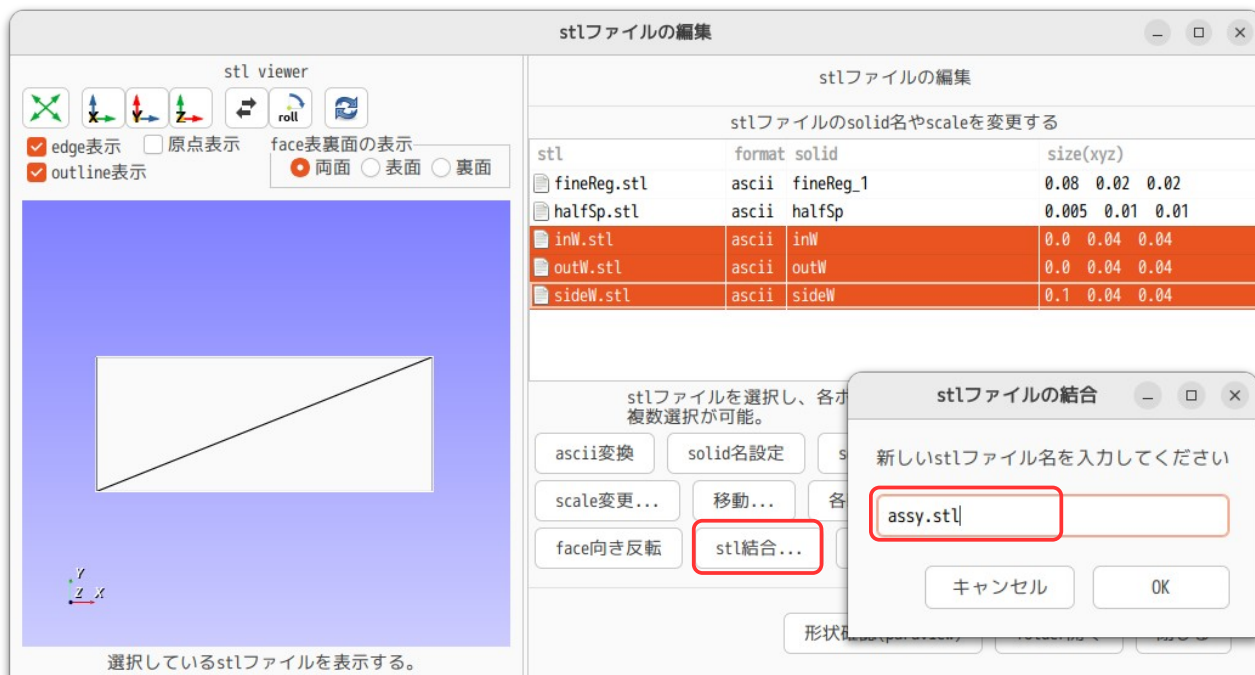 stlファイルの編集
stl viewer
X Y Z roll
edge表示 原点表示 face表裏面の表示
outline表示 両面 表面 裏面
Y
Z X
選択しているstlファイルを表示する。
stlファイルの編集
stlファイルのsolid名やscaleを変更する
stl format solid size(xyz)
fineReg.stl ascii fineReg_1 0.08 0.02 0.02
halfSp.stl ascii halfSp 0.005 0.01 0.01
inW.stl ascii inW 0.0 0.04 0.04
outW.stl ascii outW 0.0 0.04 0.04
sideW.stl ascii sideW 0.1 0.04 0.04
stlファイルを選択し、各ボ
複数選択が可能。
ascii変換 solid名設定 s
scale変更... 移動... 各
face向き反転 stl結合...
形状確
stlファイルの結合
新しいstlファイル名を入力してください
assy.stl
キャンセル OK